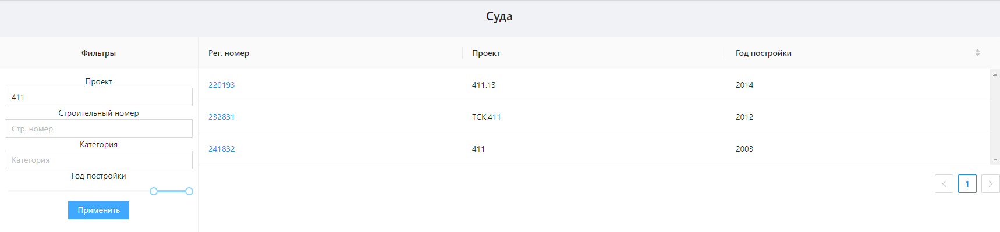 Суда
Фильтры
Проект
411
Строительный номер
Стр. номер
Категория
Категория
Год постройки
Применить
Рег. номер Проект Год постройки
220193 411.13 2014
232831 ТСК.411 2012
241832 411 2003
< 1 >